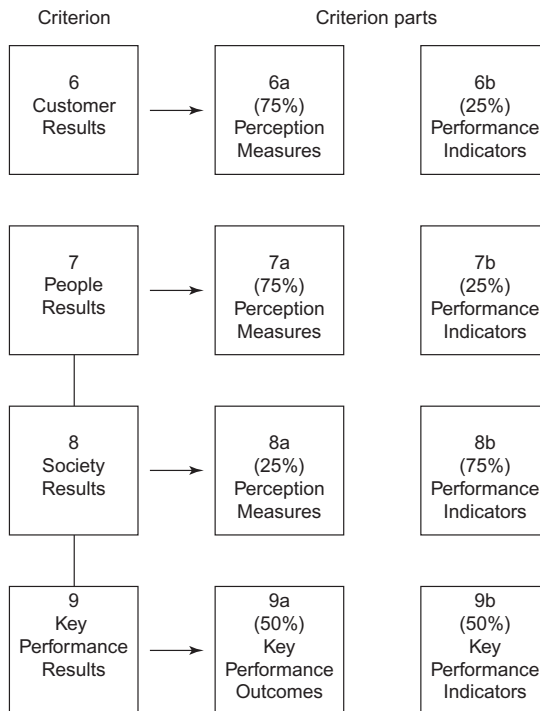 Criterion
Criterion parts
6
Customer
Results
6a
(75%)
Perception
Measures
6b
(25%)
Performance
Indicators
7
People
Results
7a
(75%)
Perception
Measures
7b
(25%)
Performance
Indicators
8
Society
Results
8a
(25%)
Perception
Measures
8b
(75%)
Performance
Indicators
9
Key
Performance
Results
9a
(50%)
Key
Performance
Outcomes
9b
(50%)
Key
Performance
Indicators